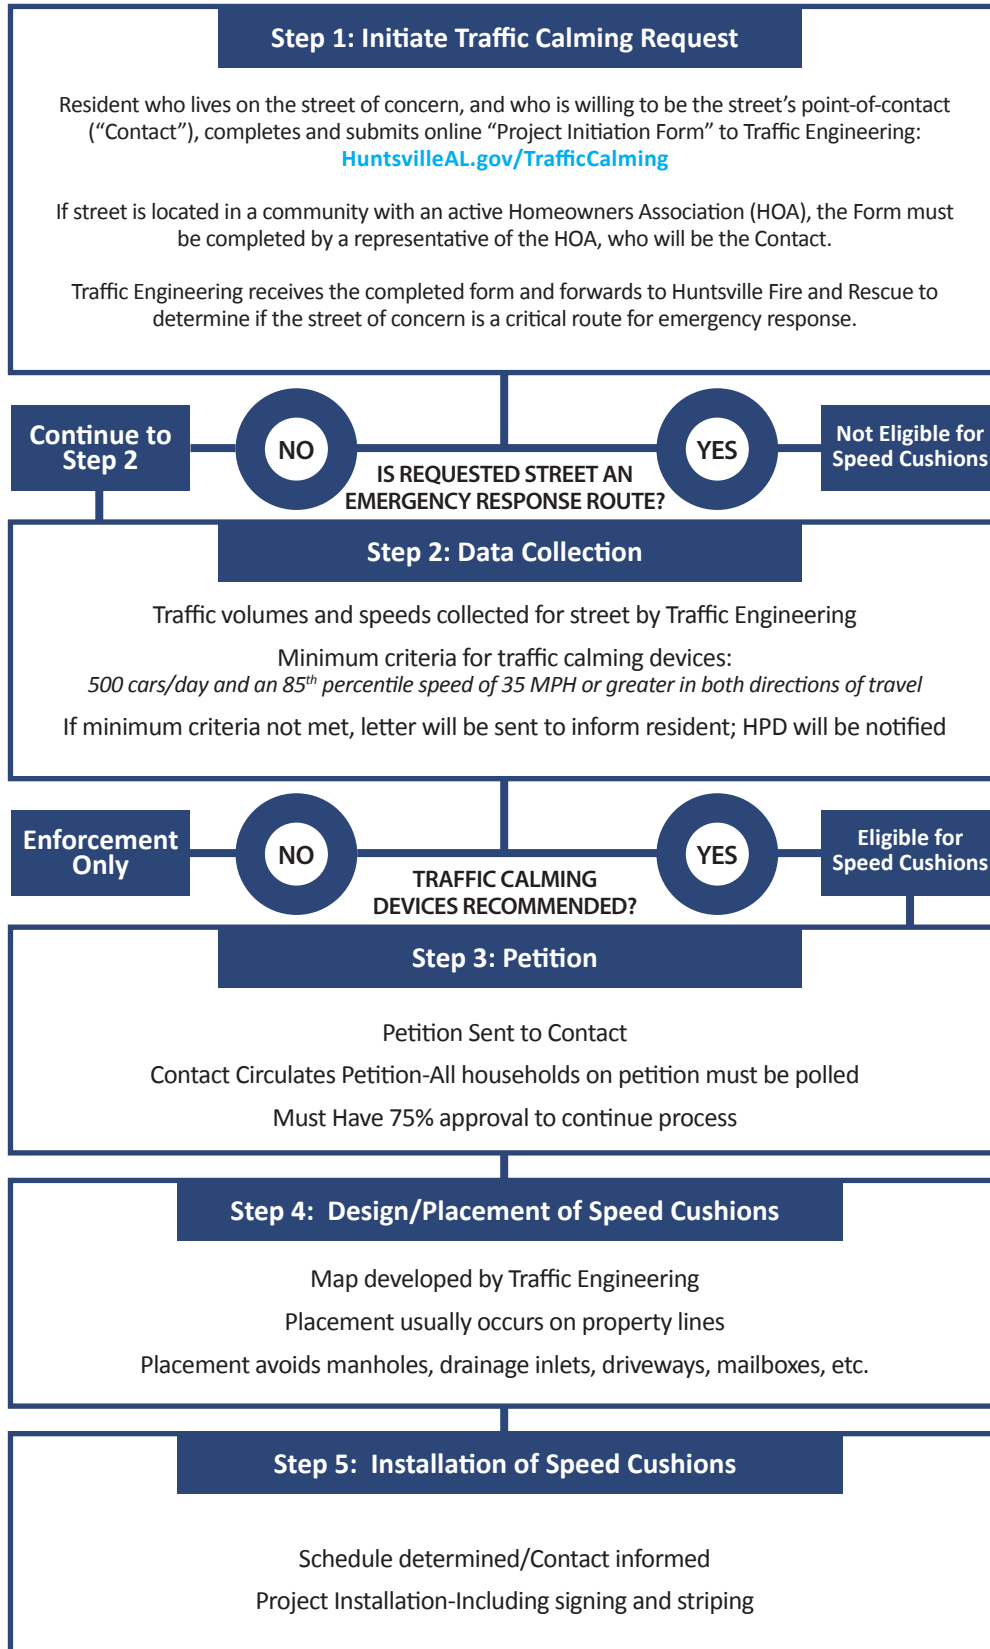 Step 1: Initiate Traffic Calming Request
Resident who lives on the street of concern, and who is willing to be the street’s point-of-contact
(“Contact”), completes and submits online “Project Initiation Form” to Traffic Engineering:
HuntsvilleAL.gov/TrafficCalming
If street is located in a community with an active Homeowners Association (HOA), the Form must
be completed by a representative of the HOA, who will be the Contact.
Traffic Engineering receives the completed form and forwards to Huntsville Fire and Rescue to
determine if the street of concern is a critical route for emergency response.
Continue to
Step 2
NO
IS REQUESTED STREET AN
EMERGENCY RESPONSE ROUTE?
YES
Not Eligible for
Speed Cushions
Step 2: Data Collection
Traffic volumes and speeds collected for street by Traffic Engineering
Minimum criteria for traffic calming devices:
500 cars/day and an 85th percentile speed of 35 MPH or greater in both directions of travel
If minimum criteria not met, letter will be sent to inform resident; HPD will be notified
Enforcement
Only
NO
TRAFFIC CALMING
DEVICES RECOMMENDED?
YES
Eligible for
Speed Cushions
Step 3: Petition
Petition Sent to Contact
Contact Circulates Petition-All households on petition must be polled
Must Have 75% approval to continue process
Step 4: Design/Placement of Speed Cushions
Map developed by Traffic Engineering
Placement usually occurs on property lines
Placement avoids manholes, drainage inlets, driveways, mailboxes, etc.
Step 5: Installation of Speed Cushions
Schedule determined/Contact informed
Project Installation-Including signing and striping